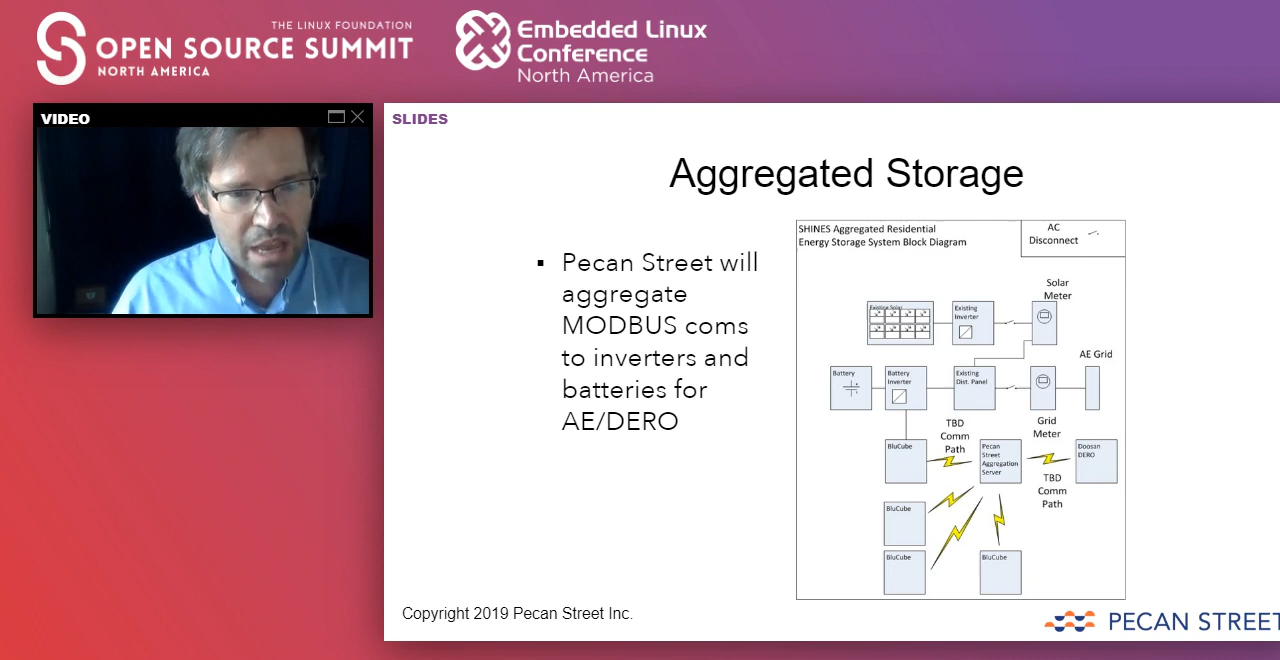 THE LINUX FOUNDATION
OPEN SOURCE SUMMIT
NORTH AMERICA
Embedded Linux
Conference
North America
VIDEO
SLIDES
Aggregated Storage
▪ Pecan Street will
aggregate
MODBUS coms
to inverters and
batteries for
AE/DERO
SHINES Aggregated Residential
Energy Storage System Block Diagram
AC
Disconnect
Solar
Meter
Existing Solar
Existing
Inverter
AE Grid
Battery
Battery
Inverter
Existing
Dist. Panel
Grid
Meter
TBD
Comm
Path
BluCube
Pecan
Street
Aggregation
Server
Doosan
DERO
TBD
Comm
Path
BluCube
BluCube
BluCube
Copyright 2019 Pecan Street Inc.
PECAN STREET